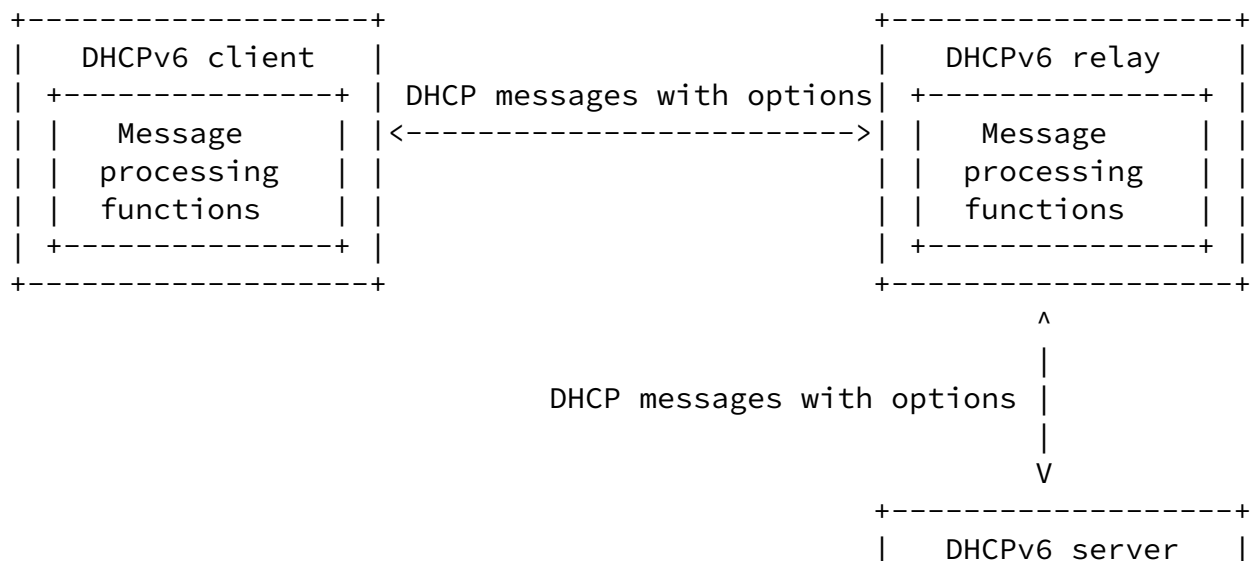 +-------------------+                           +-------------------+
|   DHCPv6 client   |                           |   DHCPv6 relay    |
| +---------------+ | DHCP messages with options| +---------------+ |
| |   Message     | |<------------------------->| |   Message     | |
| |  processing   | |                           | |  processing   | |
| |  functions    | |                           | |  functions    | |
| +---------------+ |                           | +---------------+ |
+-------------------+                           +-------------------+
                                                         ^
                                                         |
                              DHCP messages with options |
                                                         |
                                                         V
                                                +-------------------+
                                                |   DHCPv6 server   |